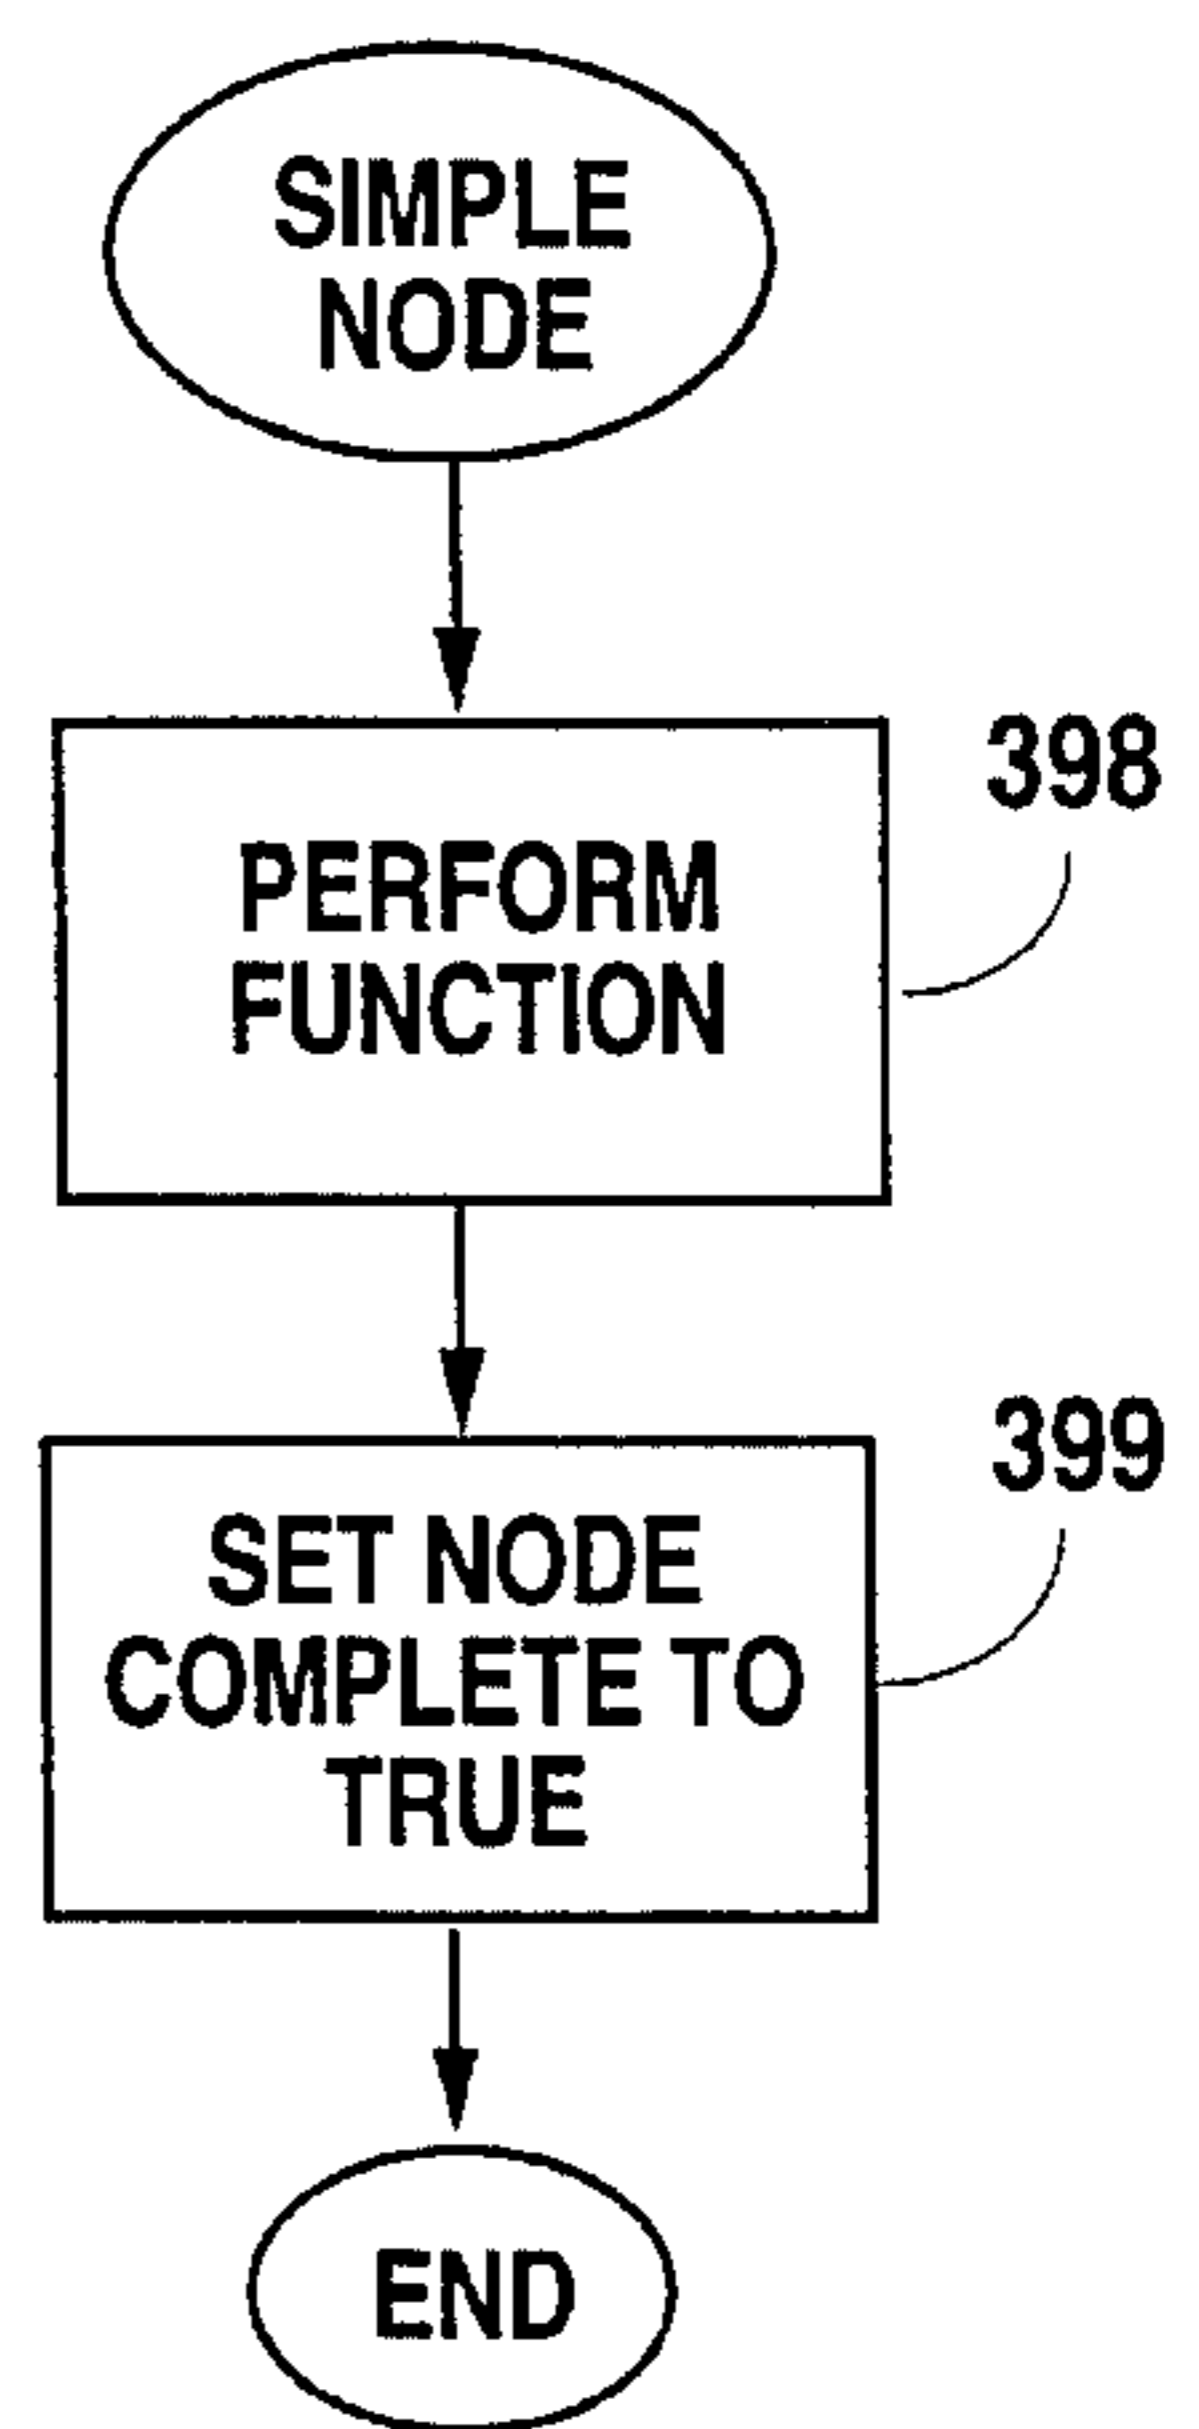 SIMPLE
NODE
398
PERFORM
FUNCTION
399
SET NODE
COMPLETE TO
TRUE
END